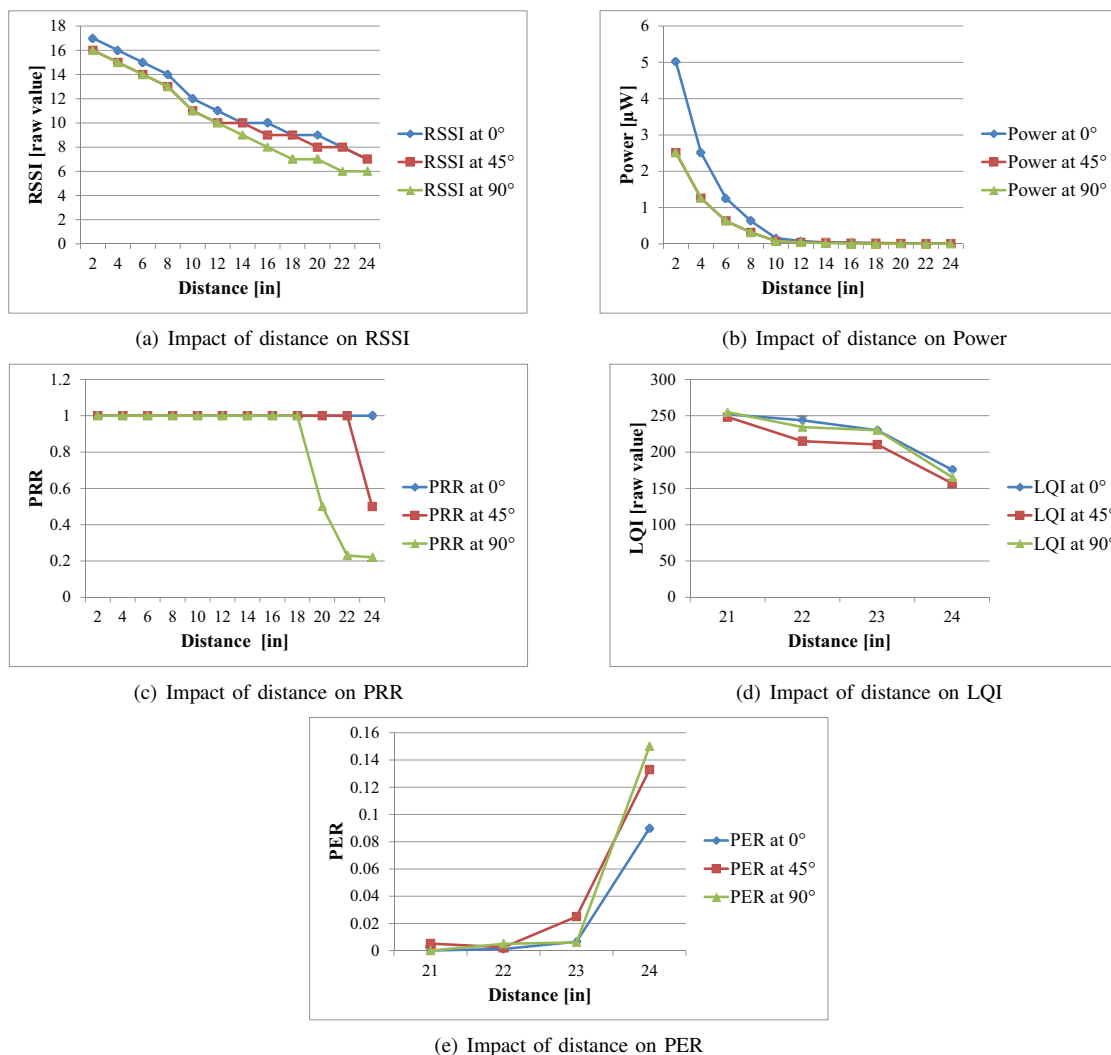 18
16
14
12
10
8
6
4
2
0
RSSI [raw value]
2 4 6 8 10 12 14 16 18 20 22 24
Distance [in]
RSSI at 0°
RSSI at 45°
RSSI at 90°
(a) Impact of distance on RSSI
6
5
4
3
2
1
0
Power [µW]
2 4 6 8 10 12 14 16 18 20 22 24
Distance [in]
Power at 0°
Power at 45°
Power at 90°
(b) Impact of distance on Power
1.2
1
0.8
0.6
0.4
0.2
0
PRR
2 4 6 8 10 12 14 16 18 20 22 24
Distance [in]
PRR at 0°
PRR at 45°
PRR at 90°
(c) Impact of distance on PRR
300
250
200
150
100
50
0
LQI [raw value]
21 22 23 24
Distance [in]
LQI at 0°
LQI at 45°
LQI at 90°
(d) Impact of distance on LQI
0.16
0.14
0.12
0.1
0.08
0.06
0.04
0.02
0
PER
21 22 23 24
Distance [in]
PER at 0°
PER at 45°
PER at 90°
(e) Impact of distance on PER